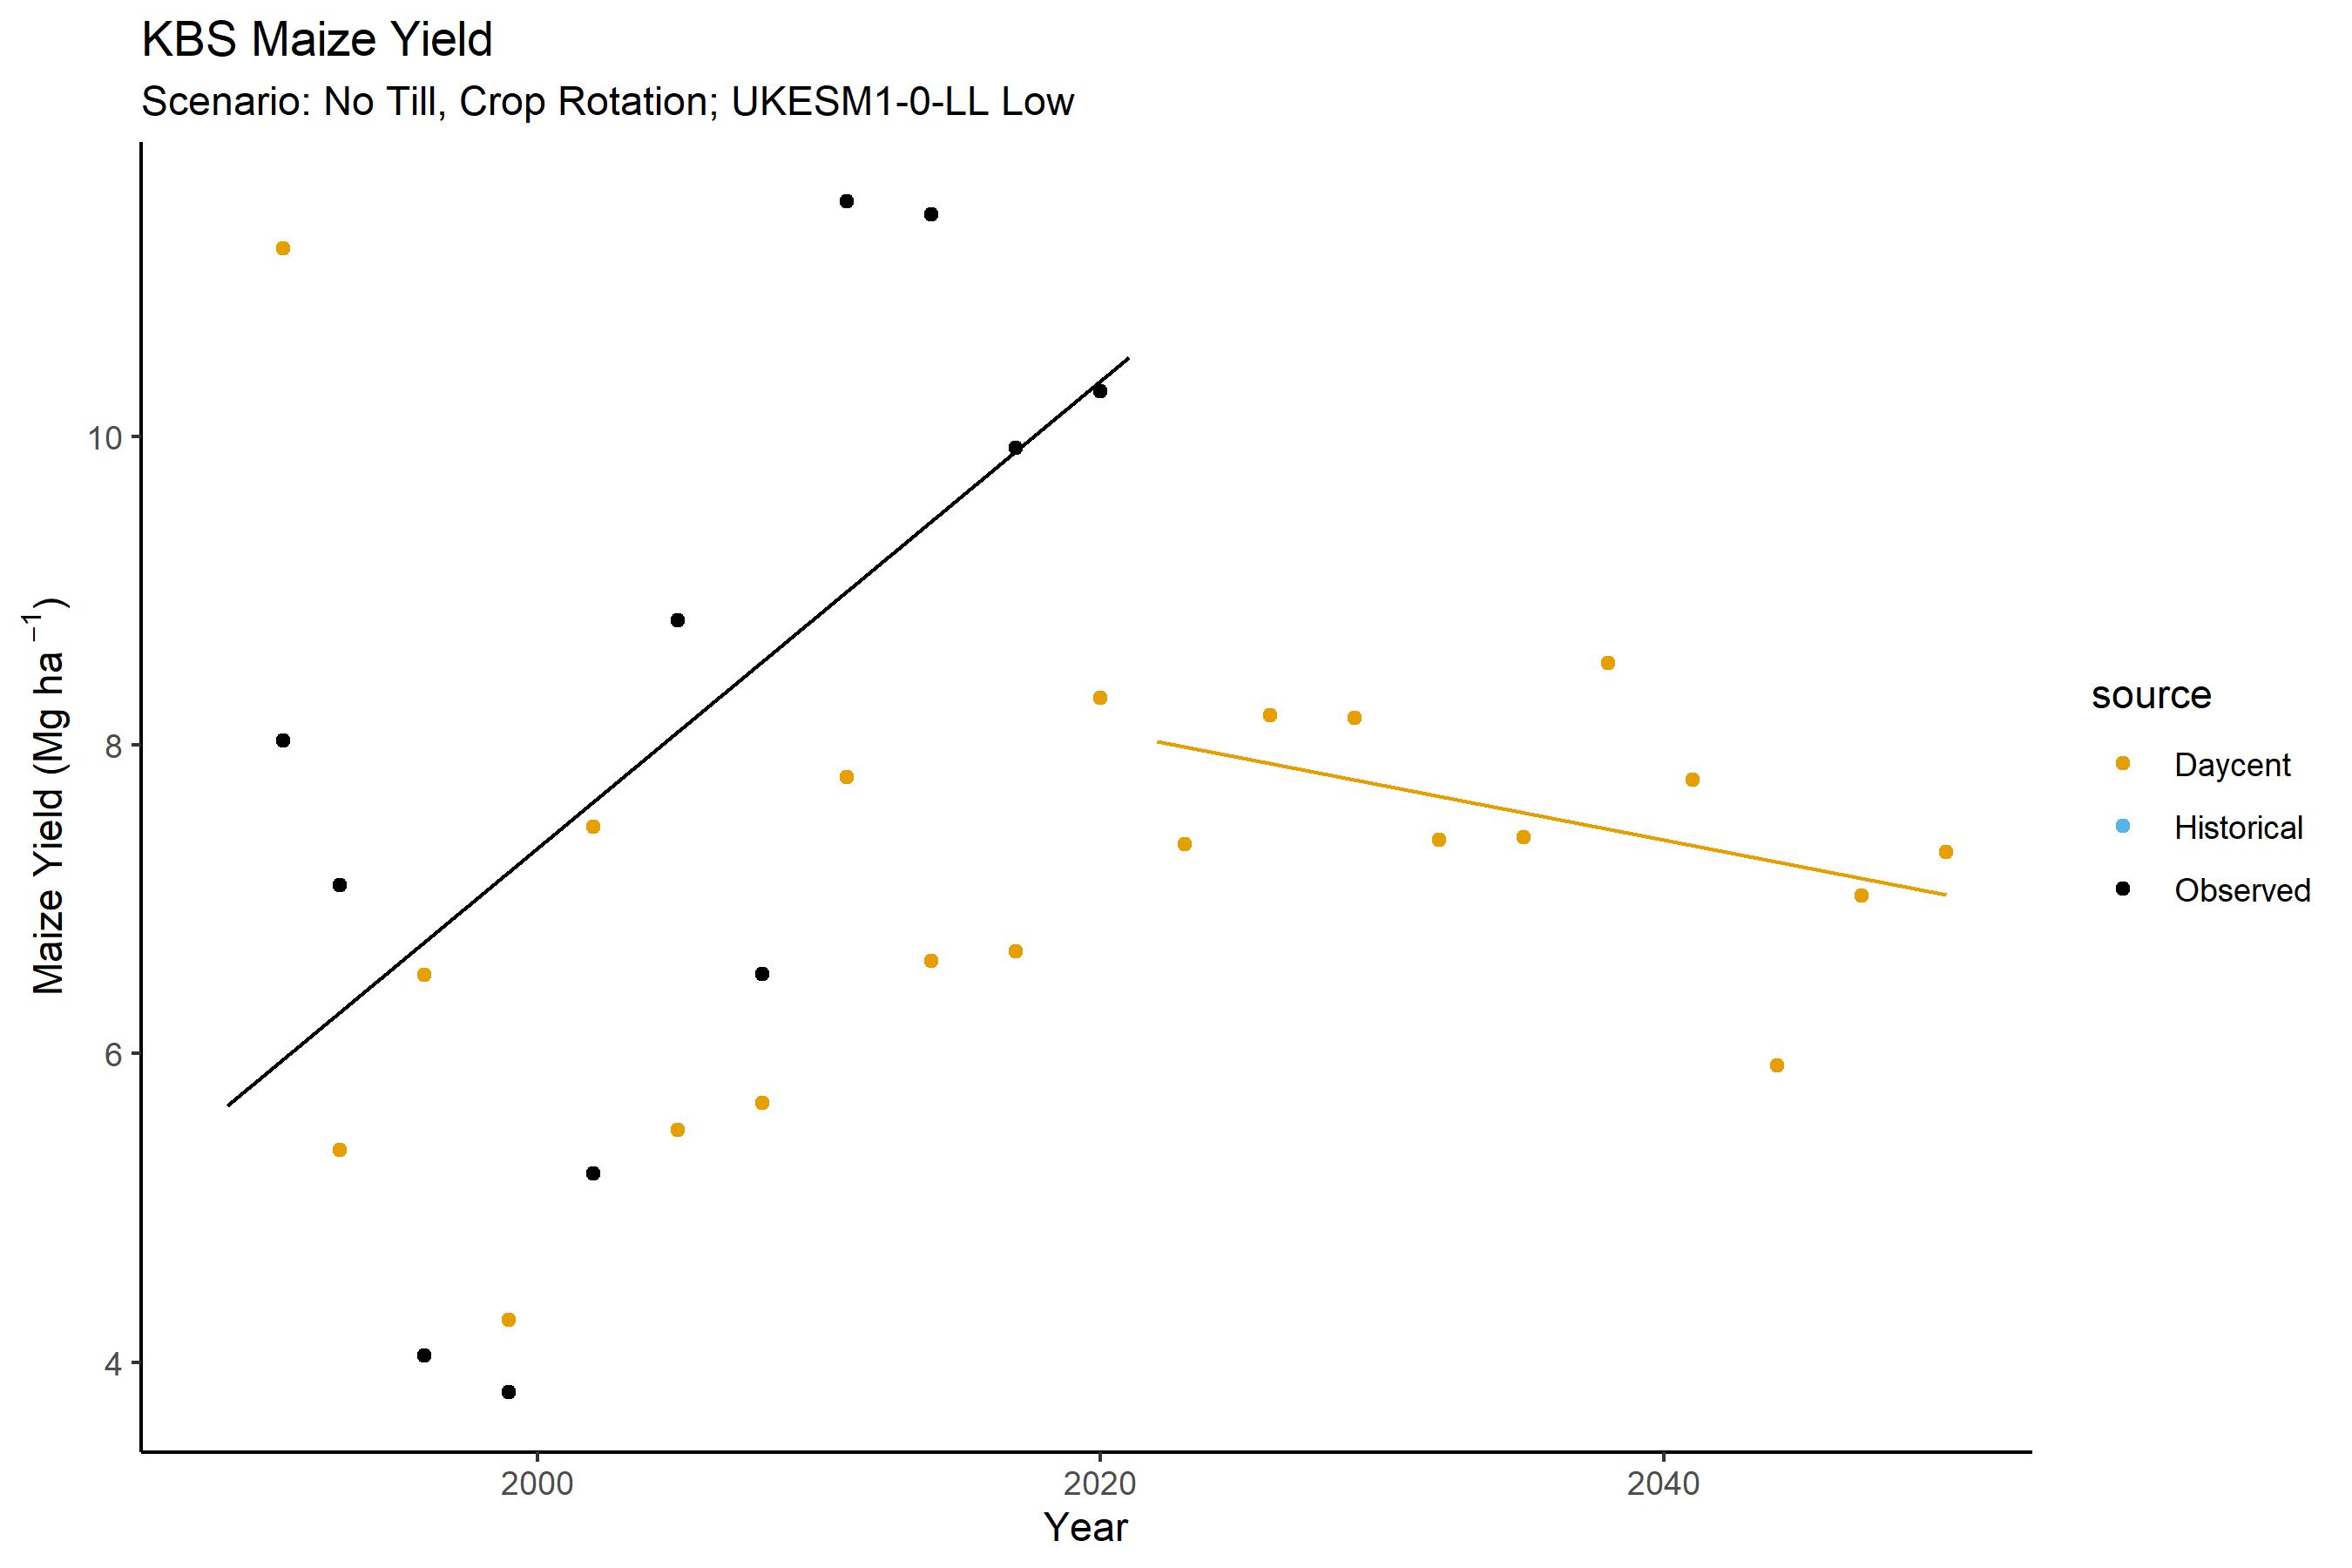 KBS Maize Yield
Scenario: No Till, Crop Rotation; UKESM1-0-LL Low
Maize Yield (Mg ha −1)
10
8
6
4
2000
2020
2040
Year
source
Daycent
Historical
Observed